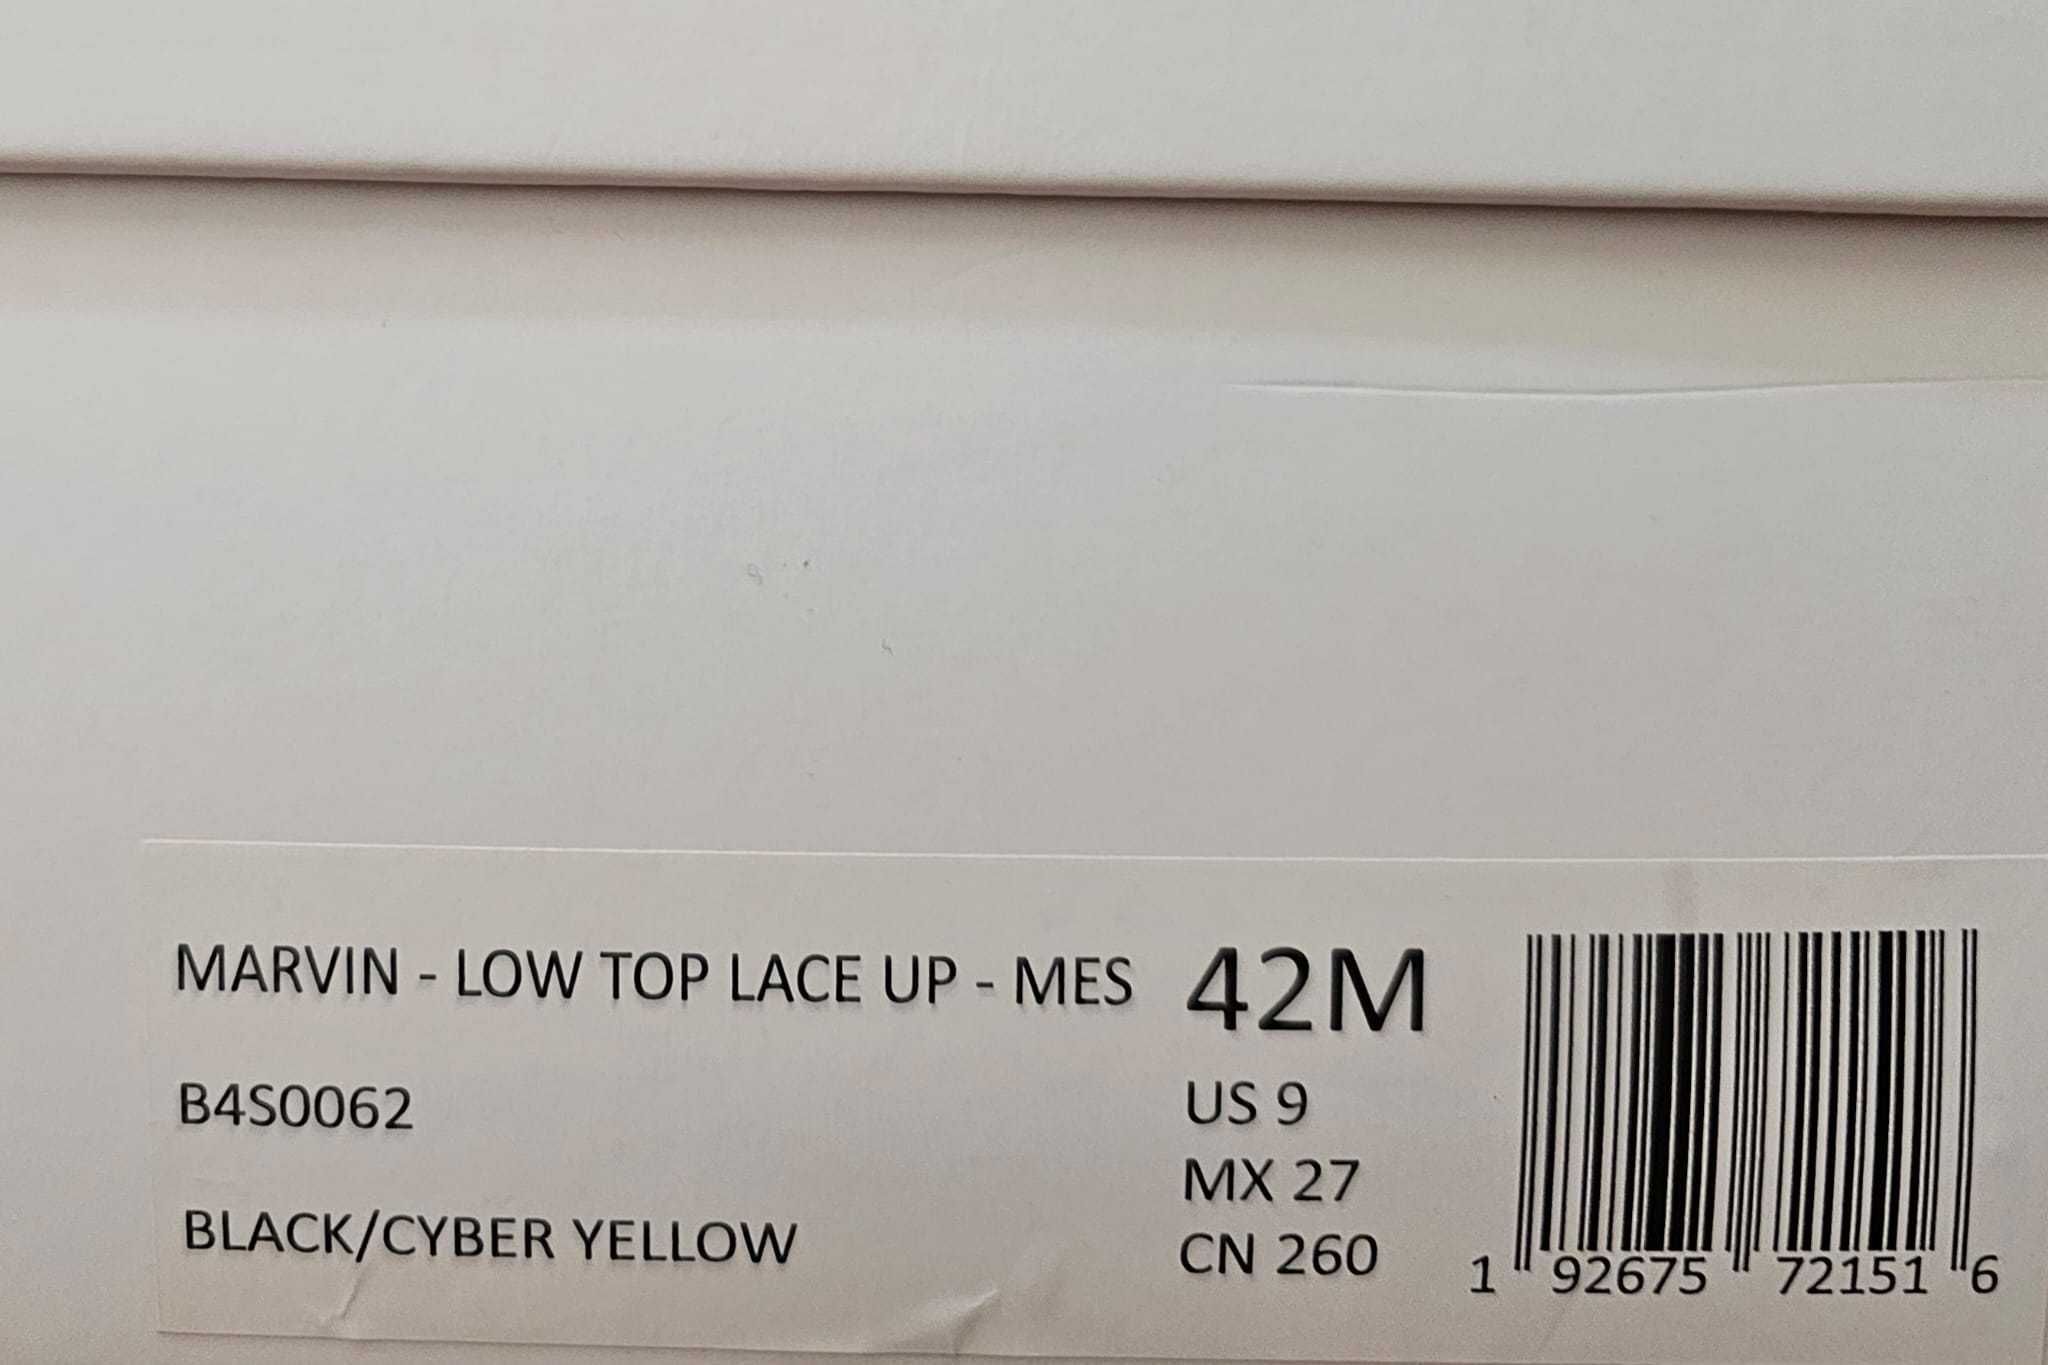 MARVIN - LOW TOP LACE UP - MES
B4S0062
BLACK/CYBER YELLOW
42M
US 9
MX 27
CN 260
1 92675 72151 6